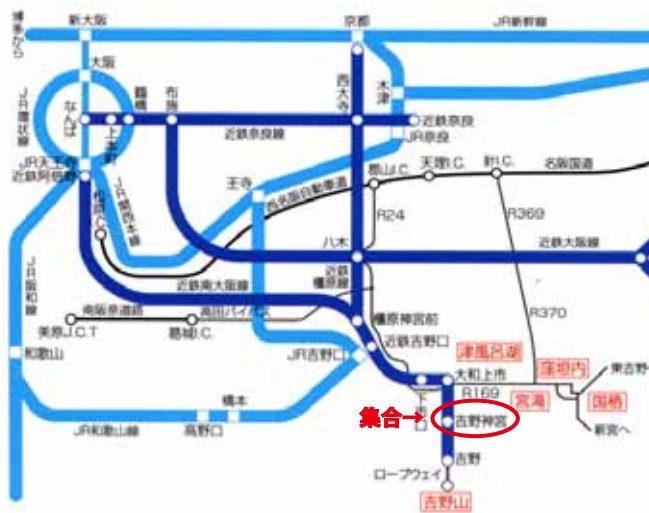 博多から
新大阪
京都
JR新幹線
大阪
JR環状線
なんば
上本町
鶴橋
布施
西大寺
木津
近鉄奈良
JR奈良
近鉄奈良線
JR天王寺
近鉄阿倍野
松原I.C.
JR関西本線
王寺
西名阪自動車道
郡山I.C.
天理I.C.
針I.C.
名阪国道
R24
R369
八木
近鉄大阪線
JR阪和線
近鉄南大阪線
近鉄
橿原線
南阪奈道路
高田バイパス
美原J.C.T
葛城I.C.
橿原神宮前
R370
近鉄吉野口
JR吉野口
和歌山
津風呂湖
窪垣内
大和上市
東吉野
R169
宮滝
国栖
下市口
橋本
高野口
JR和歌山線
集合→
吉野神宮
新宮へ
吉野
ロープウェイ
吉野山